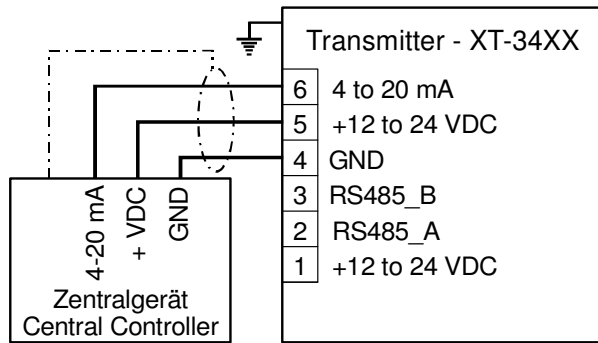 Transmitter - XT-34XX
6 4 to 20 mA
5 +12 to 24 VDC
4 GND
3 RS485_B
2 RS485_A
1 +12 to 24 VDC
4-20 mA
+ VDC
GND
Zentralgerät
Central Controller